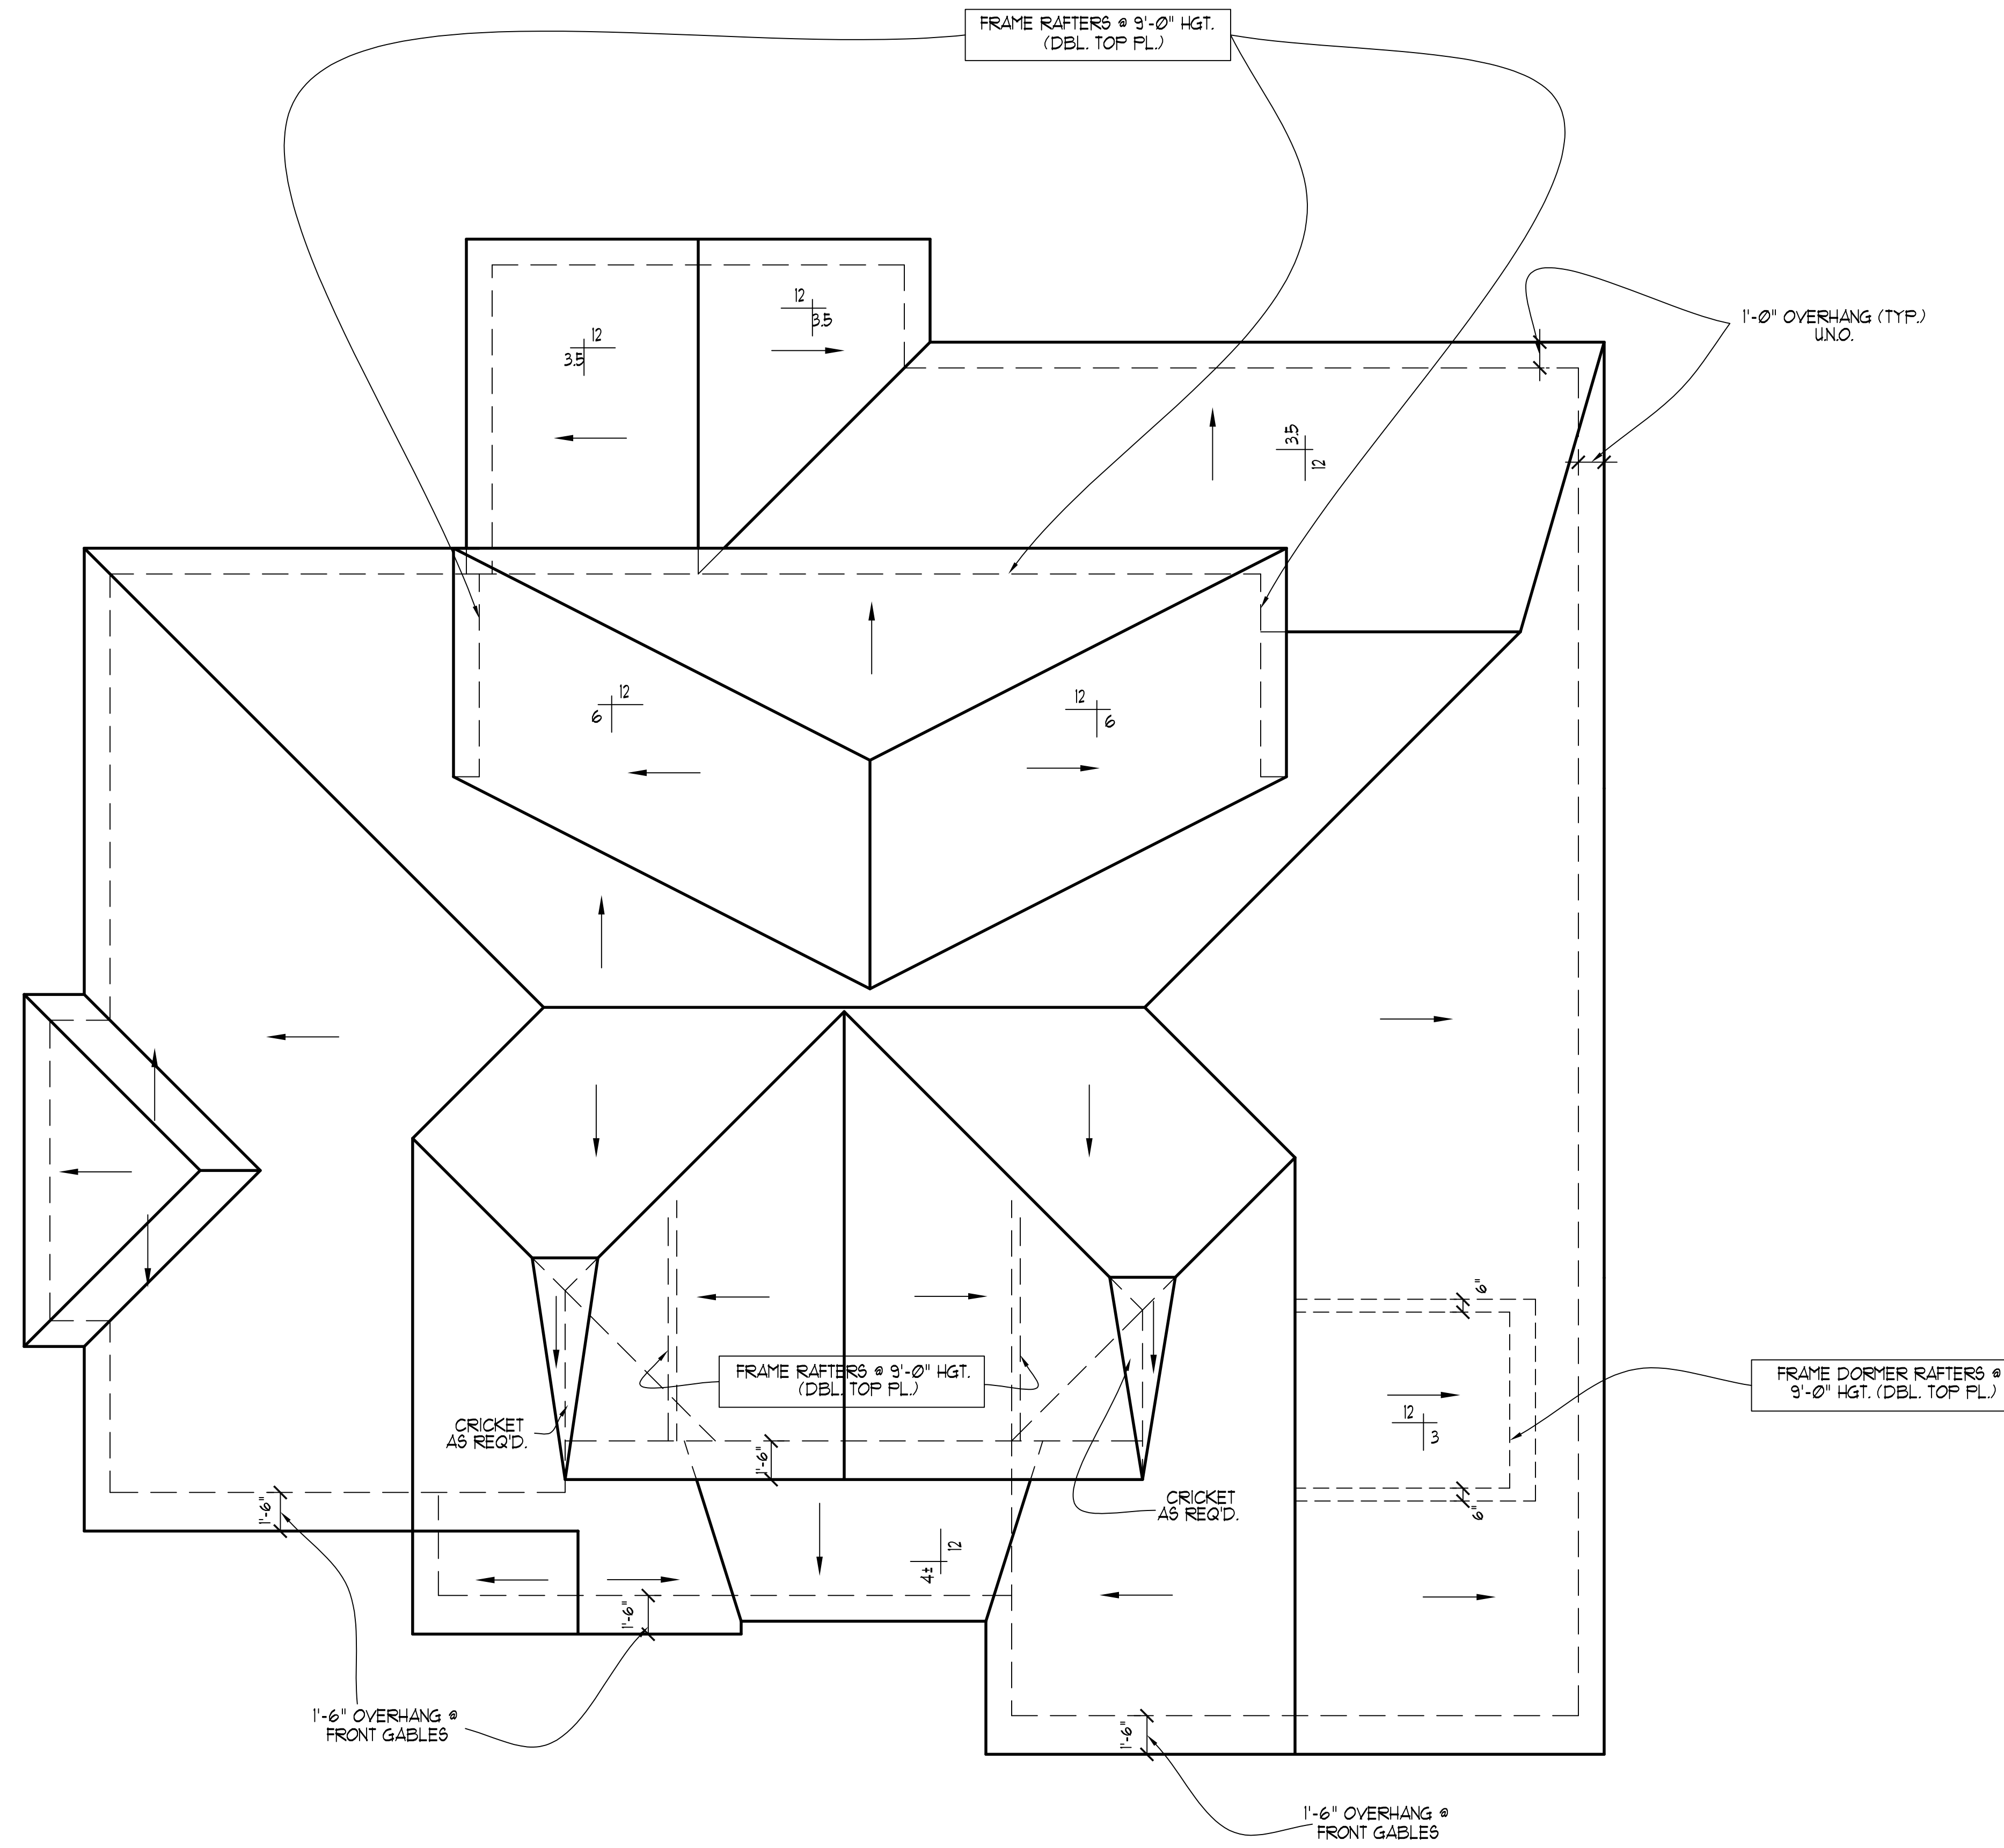 FRAME RAFTERS @ 9'-0" HGT.
(DBL. TOP PL.)
12
3.5
12
3.5
1'-0" OVERHANG (TYP.)
U.N.O.
3.5
12
12
6
12
6
6"
FRAME RAFTERS @ 9'-0" HGT.
(DBL. TOP PL.)
FRAME DORMER RAFTERS @
9'-0" HGT. (DBL. TOP PL.)
12
3
CRICKET
AS REQ'D.
1'-6"
CRICKET
AS REQ'D.
6"
1'-6"
12
4±
1'-6"
1'-6" OVERHANG @
FRONT GABLES
1'-6"
1'-6" OVERHANG @
FRONT GABLES